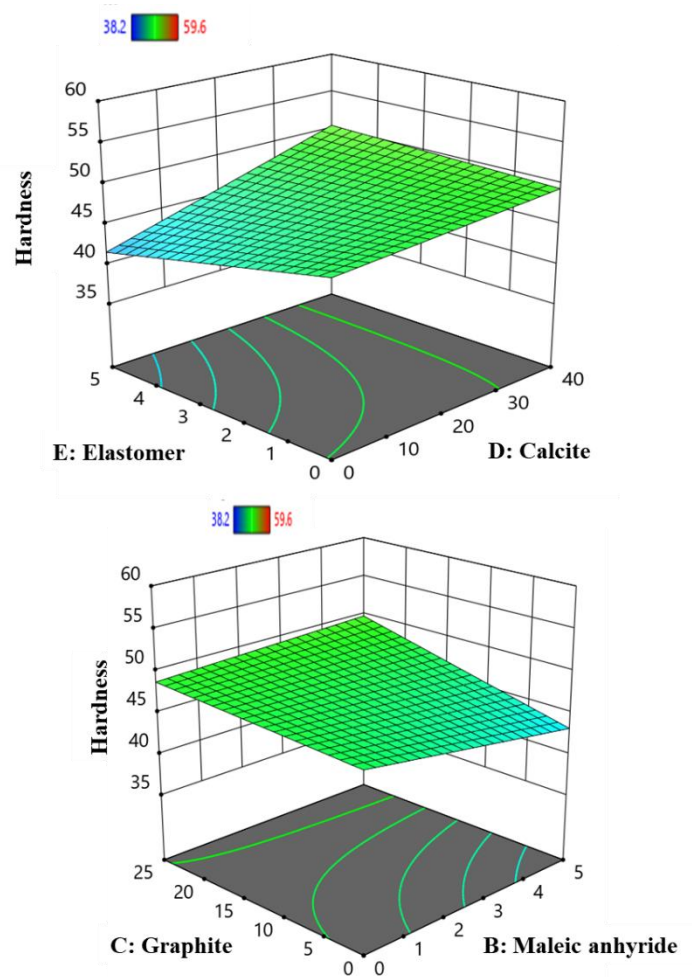 38.2 59.6
60
55
50
45
40
35
Hardness
5 4 3 2 1 0
0 10 20 30 40
E: Elastomer
D: Calcite
38.2 59.6
60
55
50
45
40
35
Hardness
25 20 15 10 5 0
0 1 2 3 4 5
C: Graphite
B: Maleic anhyride